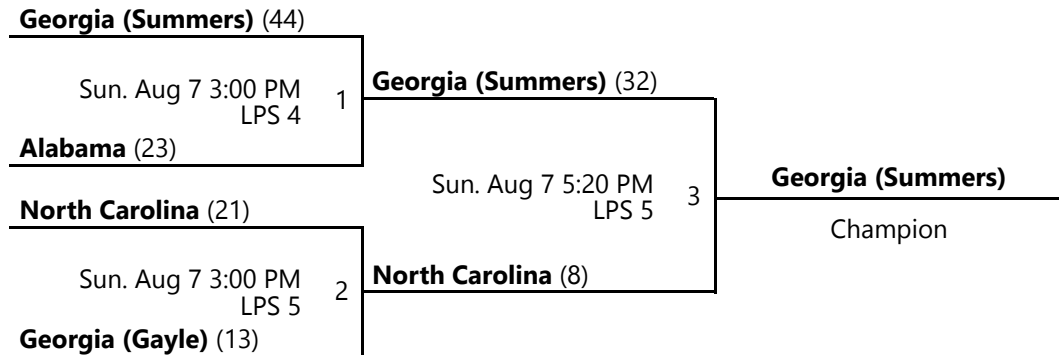 Georgia (Summers) (44)
Sun. Aug 7 3:00 PM
LPS 4
1
Alabama (23)
Georgia (Summers) (32)
North Carolina (21)
Sun. Aug 7 3:00 PM
LPS 5
2
Georgia (Gayle) (13)
North Carolina (8)
Sun. Aug 7 5:20 PM
LPS 5
3
Georgia (Summers)
Champion